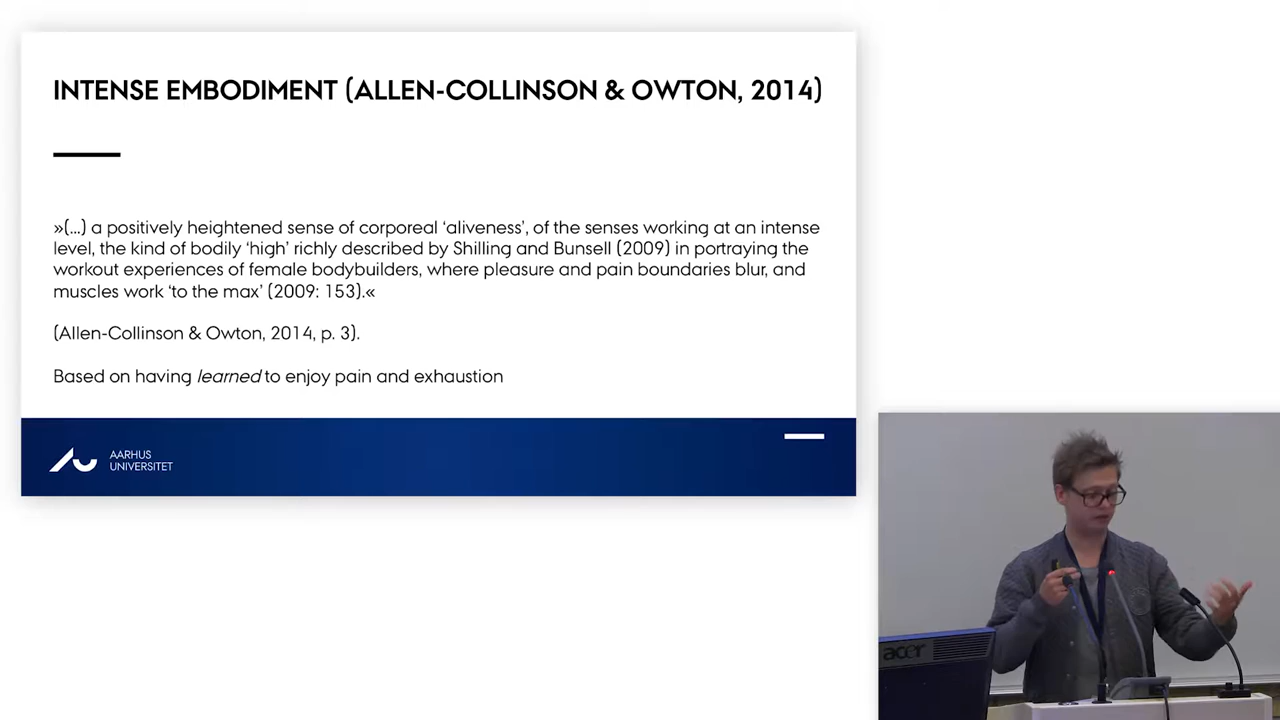 INTENSE EMBODIMENT (ALLEN-COLLINSON & OWTON, 2014)
»(...) a positively heightened sense of corporeal ‘aliveness’, of the senses working at an intense
level, the kind of bodily ‘high’ richly described by Shilling and Bunsell (2009) in portraying the
workout experiences of female bodybuilders, where pleasure and pain boundaries blur, and
muscles work ‘to the max’ (2009: 153).«
(Allen-Collinson & Owton, 2014, p. 3).
Based on having learned to enjoy pain and exhaustion
AARHUS
UNIVERSITET
acer